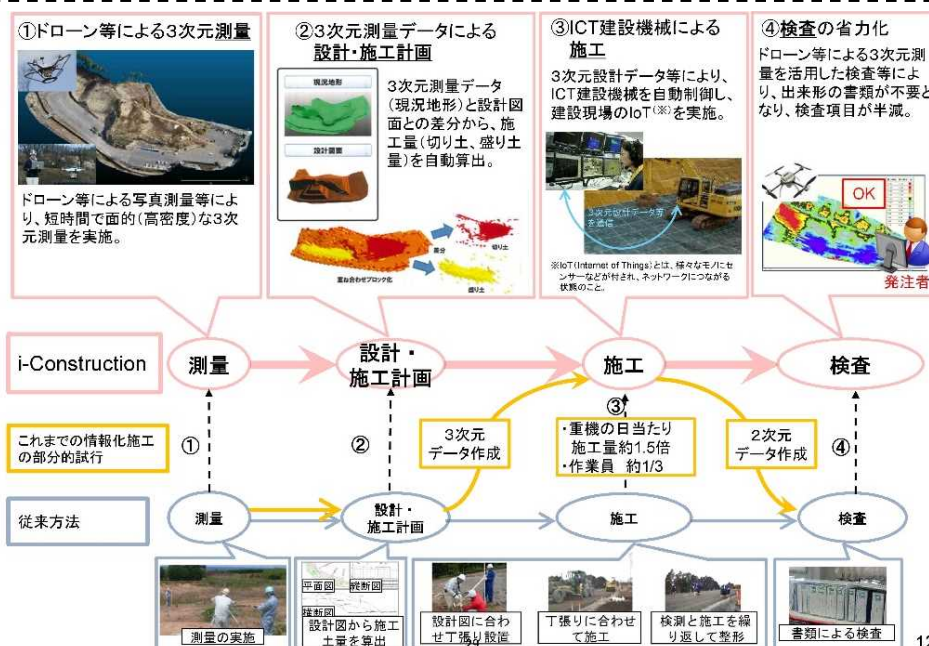 ①ドローン等による3次元測量
ドローン等による写真測量等によ
り、短時間で面的(高密度)な3次
元測量を実施。
②3次元測量データによる
設計・施工計画
現況地形
設計図面
3次元測量データ
(現況地形)と設計図
面との差分から、施
工量(切り土、盛り土
量)を自動算出。
差分
切り土
重ね合わせブロック化
盛り土
③ICT建設機械による
施工
3次元設計データ等により、
ICT建設機械を自動制御し、
建設現場のIoT(※)を実施。
3次元設計データ等
を通信
※IoT(Internet of Things)とは、様々なモノにセ
ンサーなどが付され、ネットワークにつながる
状態のこと。
④検査の省力化
ドローン等による3次元測
量を活用した検査等によ
り、出来形の書類が不要と
なり、検査項目が半減。
OK
発注者
i-Construction
測量
設計・
施工計画
施工
検査
これまでの情報化施工
の部分的試行
①
②
3次元
データ作成
③
・重機の日当たり
施工量約1.5倍
・作業員 約1/3
2次元
データ作成
④
従来方法
測量
設計・
施工計画
施工
検査
測量の実施
平面図
縦断図
横断図
設計図から施工
土量を算出
設計図に合わ
せ丁張り設置
丁張りに合わせ
て施工
検測と施工を繰
り返して整形
書類による検査
12